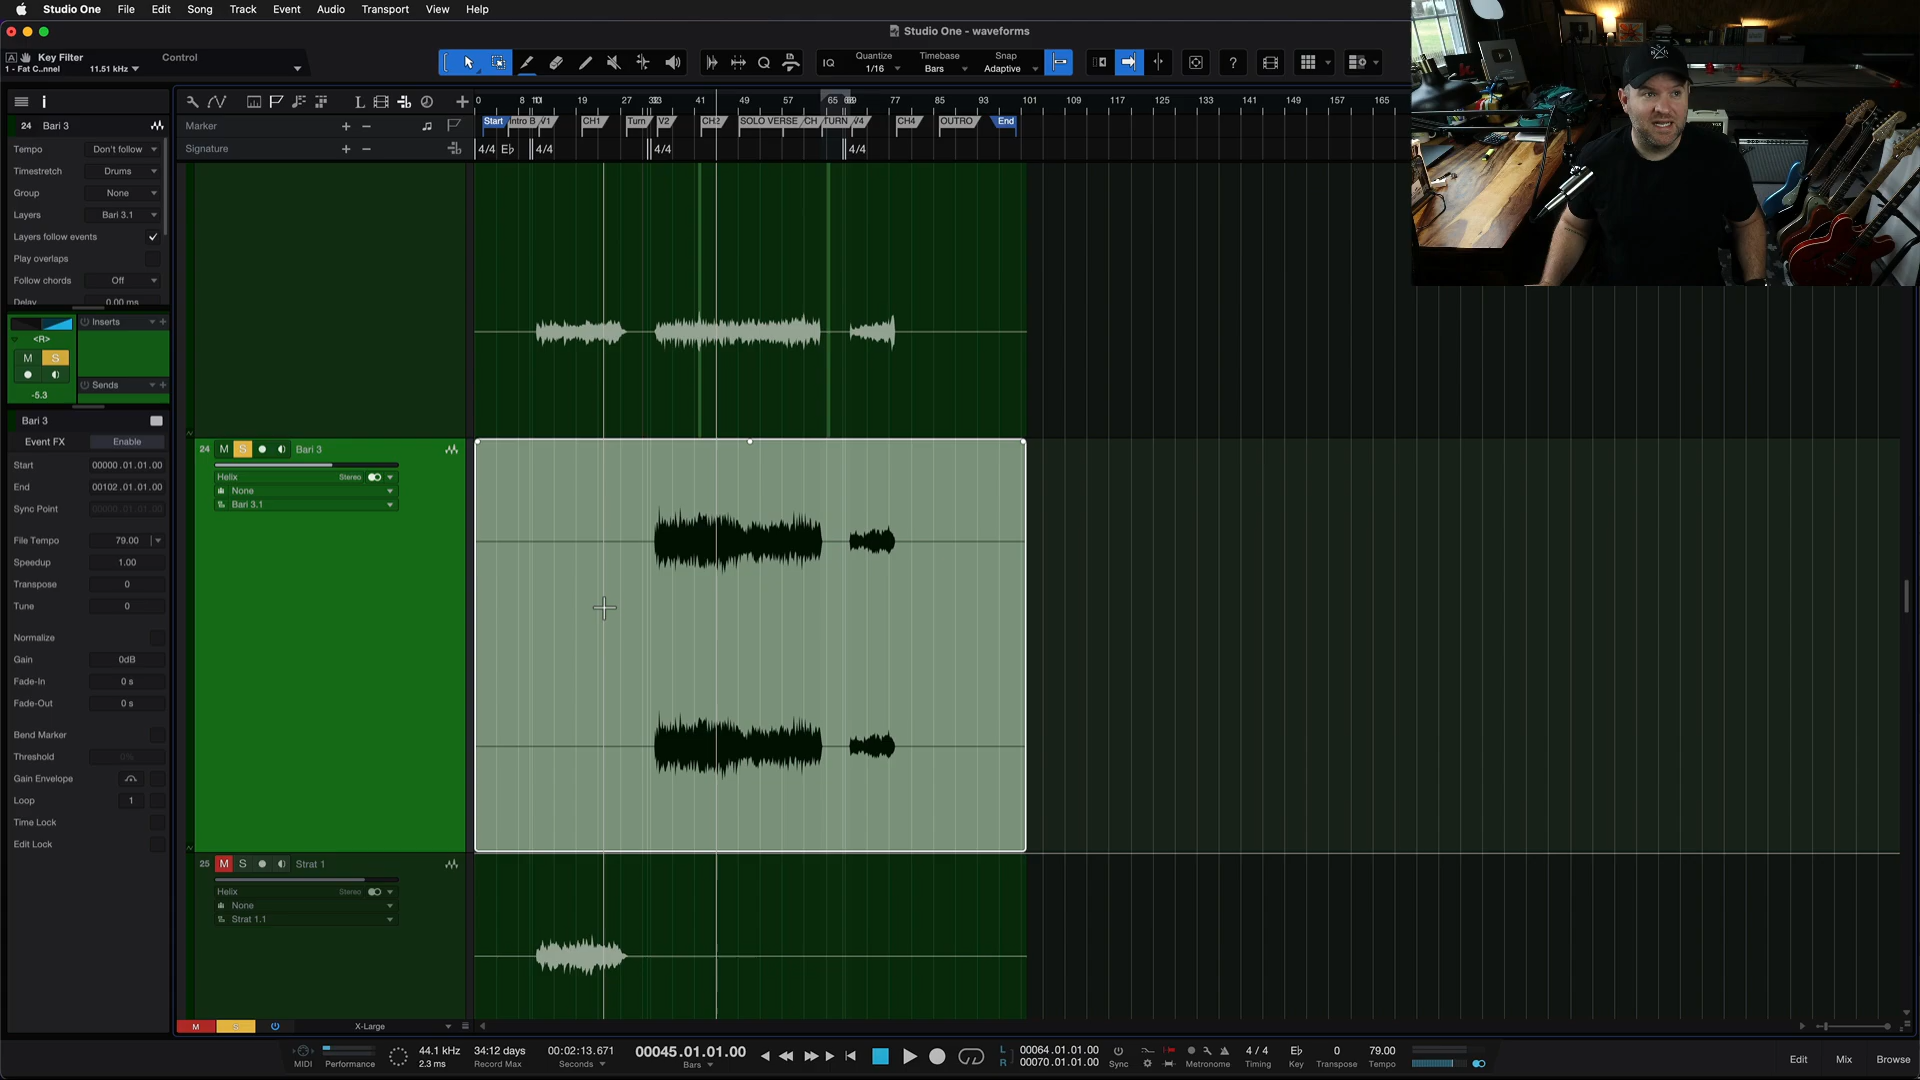 Studio One File Edit Song Track Event Audio Transport View Help
Studio One - waveforms
Key Filter Control
1 - Fat C...nnel 11.51 kHz
IQ Quantize Timebase Snap
1/16 Bars Adaptive
24 Bari 3
Tempo Don't follow
Timestretch Drums
Group None
Layers Bari 3.1
Layers follow events
Play overlaps
Follow chords Off
Delay 0.00 ms
Inserts
<R>
M S
Sends
-5.3
Bari 3
Event FX Enable
Start 00000.01.01.00
End 00102.01.01.00
Sync Point
File Tempo 79.00
Speedup 1.00
Transpose 0
Tune 0
Normalize
Gain 0dB
Fade-In 0 s
Fade-Out 0 s
Bend Marker
Threshold 0%
Gain Envelope
Loop 1
Time Lock
Edit Lock
0 8 10 19 27 41 49 57 65 77 85 93 101 109 117 125 133 141 149 157 165
Marker + −
Start Intro B V1 CH1 Turn V2 CH2 SOLO VERSE CH TURN V4 CH4 OUTRO End
Signature + −
4/4 E♭ 4/4 4/4 4/4
24 M S Bari 3
Helix Stereo
None
Bari 3.1
25 M S Strat 1
Helix Stereo
None
Strat 1.1
M S X-Large
MIDI Performance
44.1 kHz
2.3 ms
34:12 days
Record Max
00:02:13.671
Seconds
00045.01.01.00
Bars
L 00064.01.01.00
R 00070.01.01.00
Sync
Metronome
4 / 4
Timing
E♭
Key
0
Transpose
79.00
Tempo
Edit Mix Browse